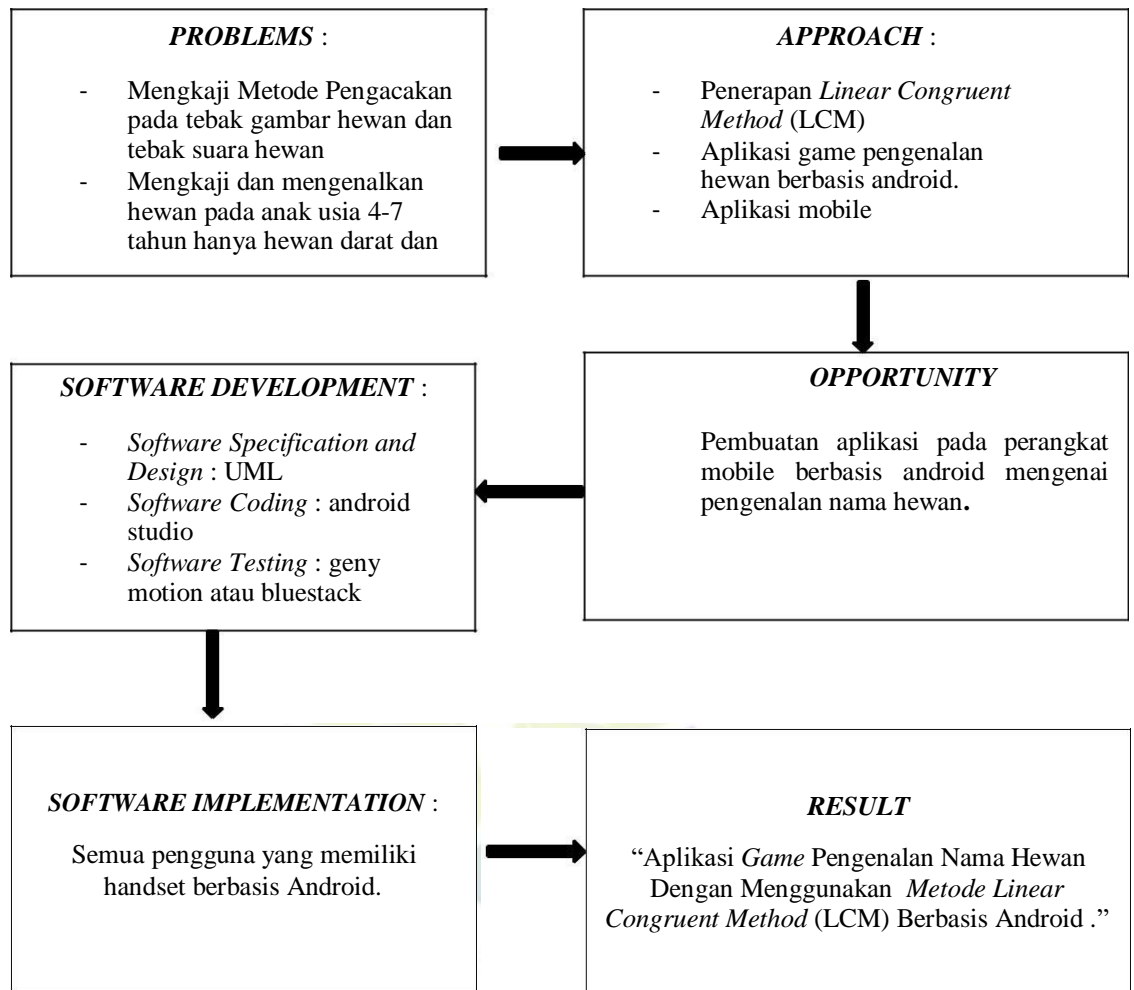 PROBLEMS :
- Mengkaji Metode Pengacakan
pada tebak gambar hewan dan
tebak suara hewan
- Mengkaji dan mengenalkan
hewan pada anak usia 4-7
tahun hanya hewan darat dan
APPROACH :
- Penerapan Linear Congruent
Method (LCM)
- Aplikasi game pengenalan
hewan berbasis android.
- Aplikasi mobile
OPPORTUNITY
Pembuatan aplikasi pada perangkat
mobile berbasis android mengenai
pengenalan nama hewan.
SOFTWARE DEVELOPMENT :
- Software Specification and
Design : UML
- Software Coding : android
studio
- Software Testing : geny
motion atau bluestack
SOFTWARE IMPLEMENTATION :
Semua pengguna yang memiliki
handset berbasis Android.
RESULT
“Aplikasi Game Pengenalan Nama Hewan
Dengan Menggunakan Metode Linear
Congruent Method (LCM) Berbasis Android .”